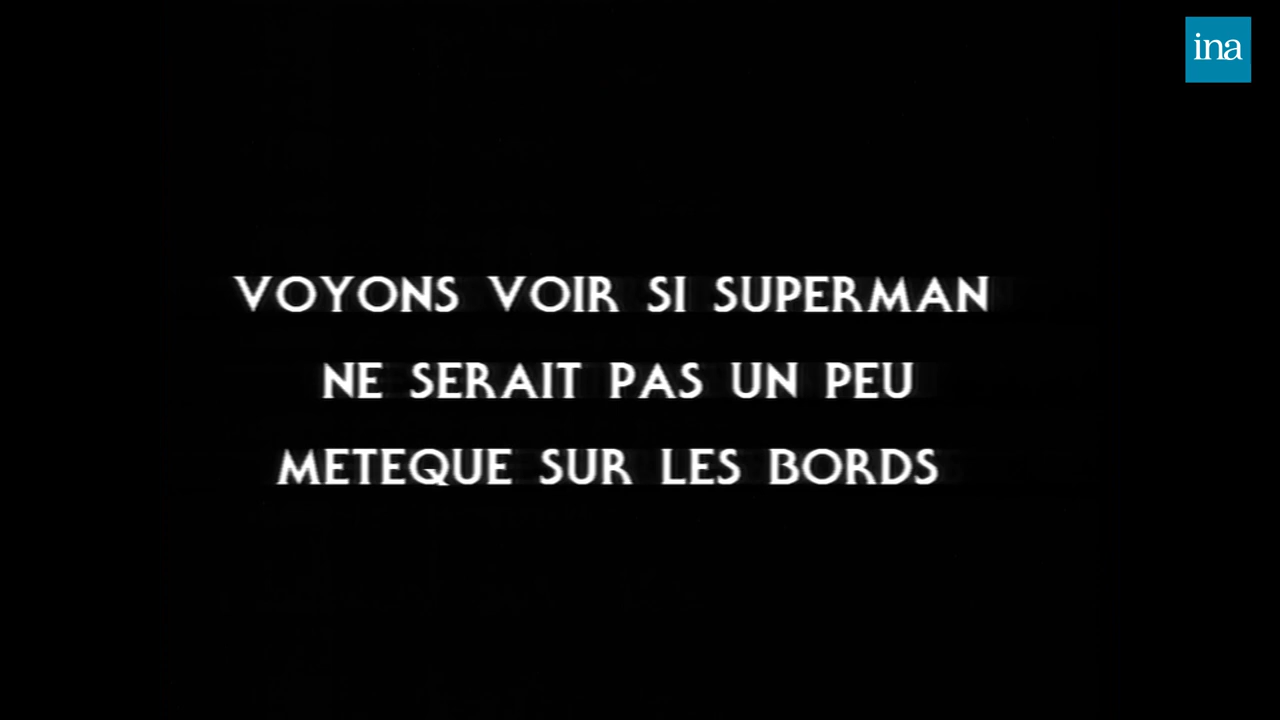 ina
VOYONS VOIR SI SUPERMAN
NE SERAIT PAS UN PEU
METEQUE SUR LES BORDS